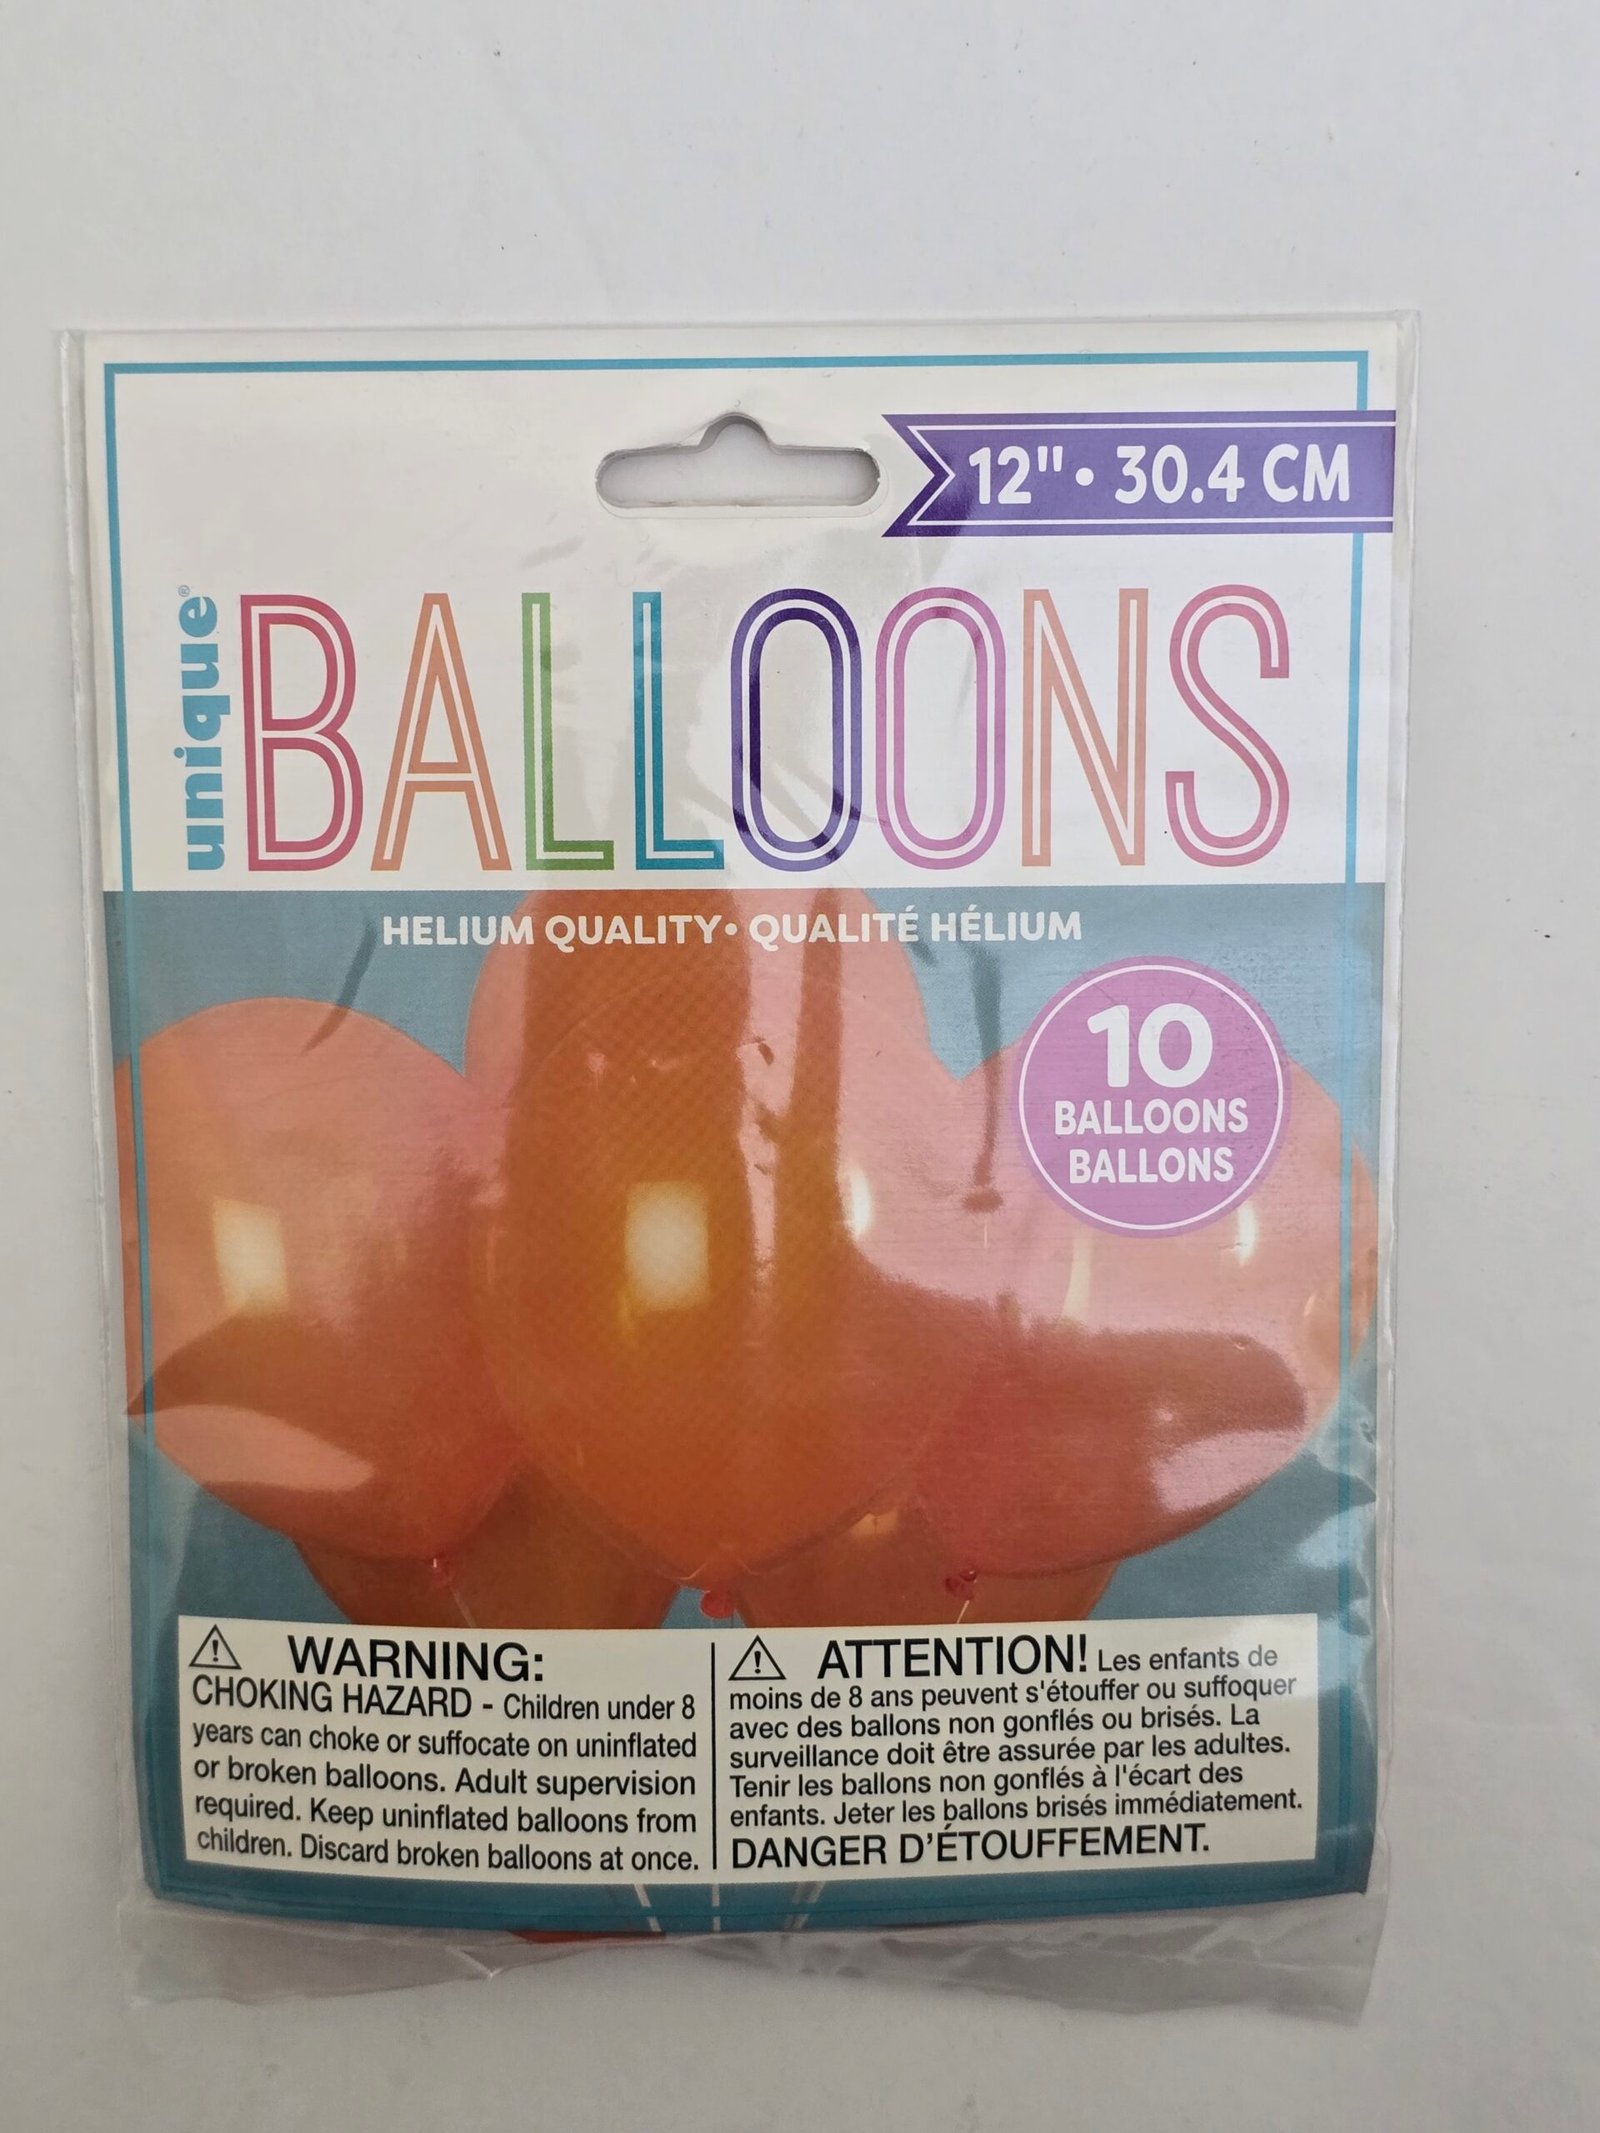 12" • 30.4 CM
unique®
BALLOONS
HELIUM QUALITY • QUALITÉ HÉLIUM
10
BALLOONS
BALLONS
WARNING:
CHOKING HAZARD - Children under 8
years can choke or suffocate on uninflated
or broken balloons. Adult supervision
required. Keep uninflated balloons from
children. Discard broken balloons at once.
ATTENTION! Les enfants de
moins de 8 ans peuvent s'étouffer ou suffoquer
avec des ballons non gonflés ou brisés. La
surveillance doit être assurée par les adultes.
Tenir les ballons non gonflés à l'écart des
enfants. Jeter les ballons brisés immédiatement.
DANGER D'ÉTOUFFEMENT.